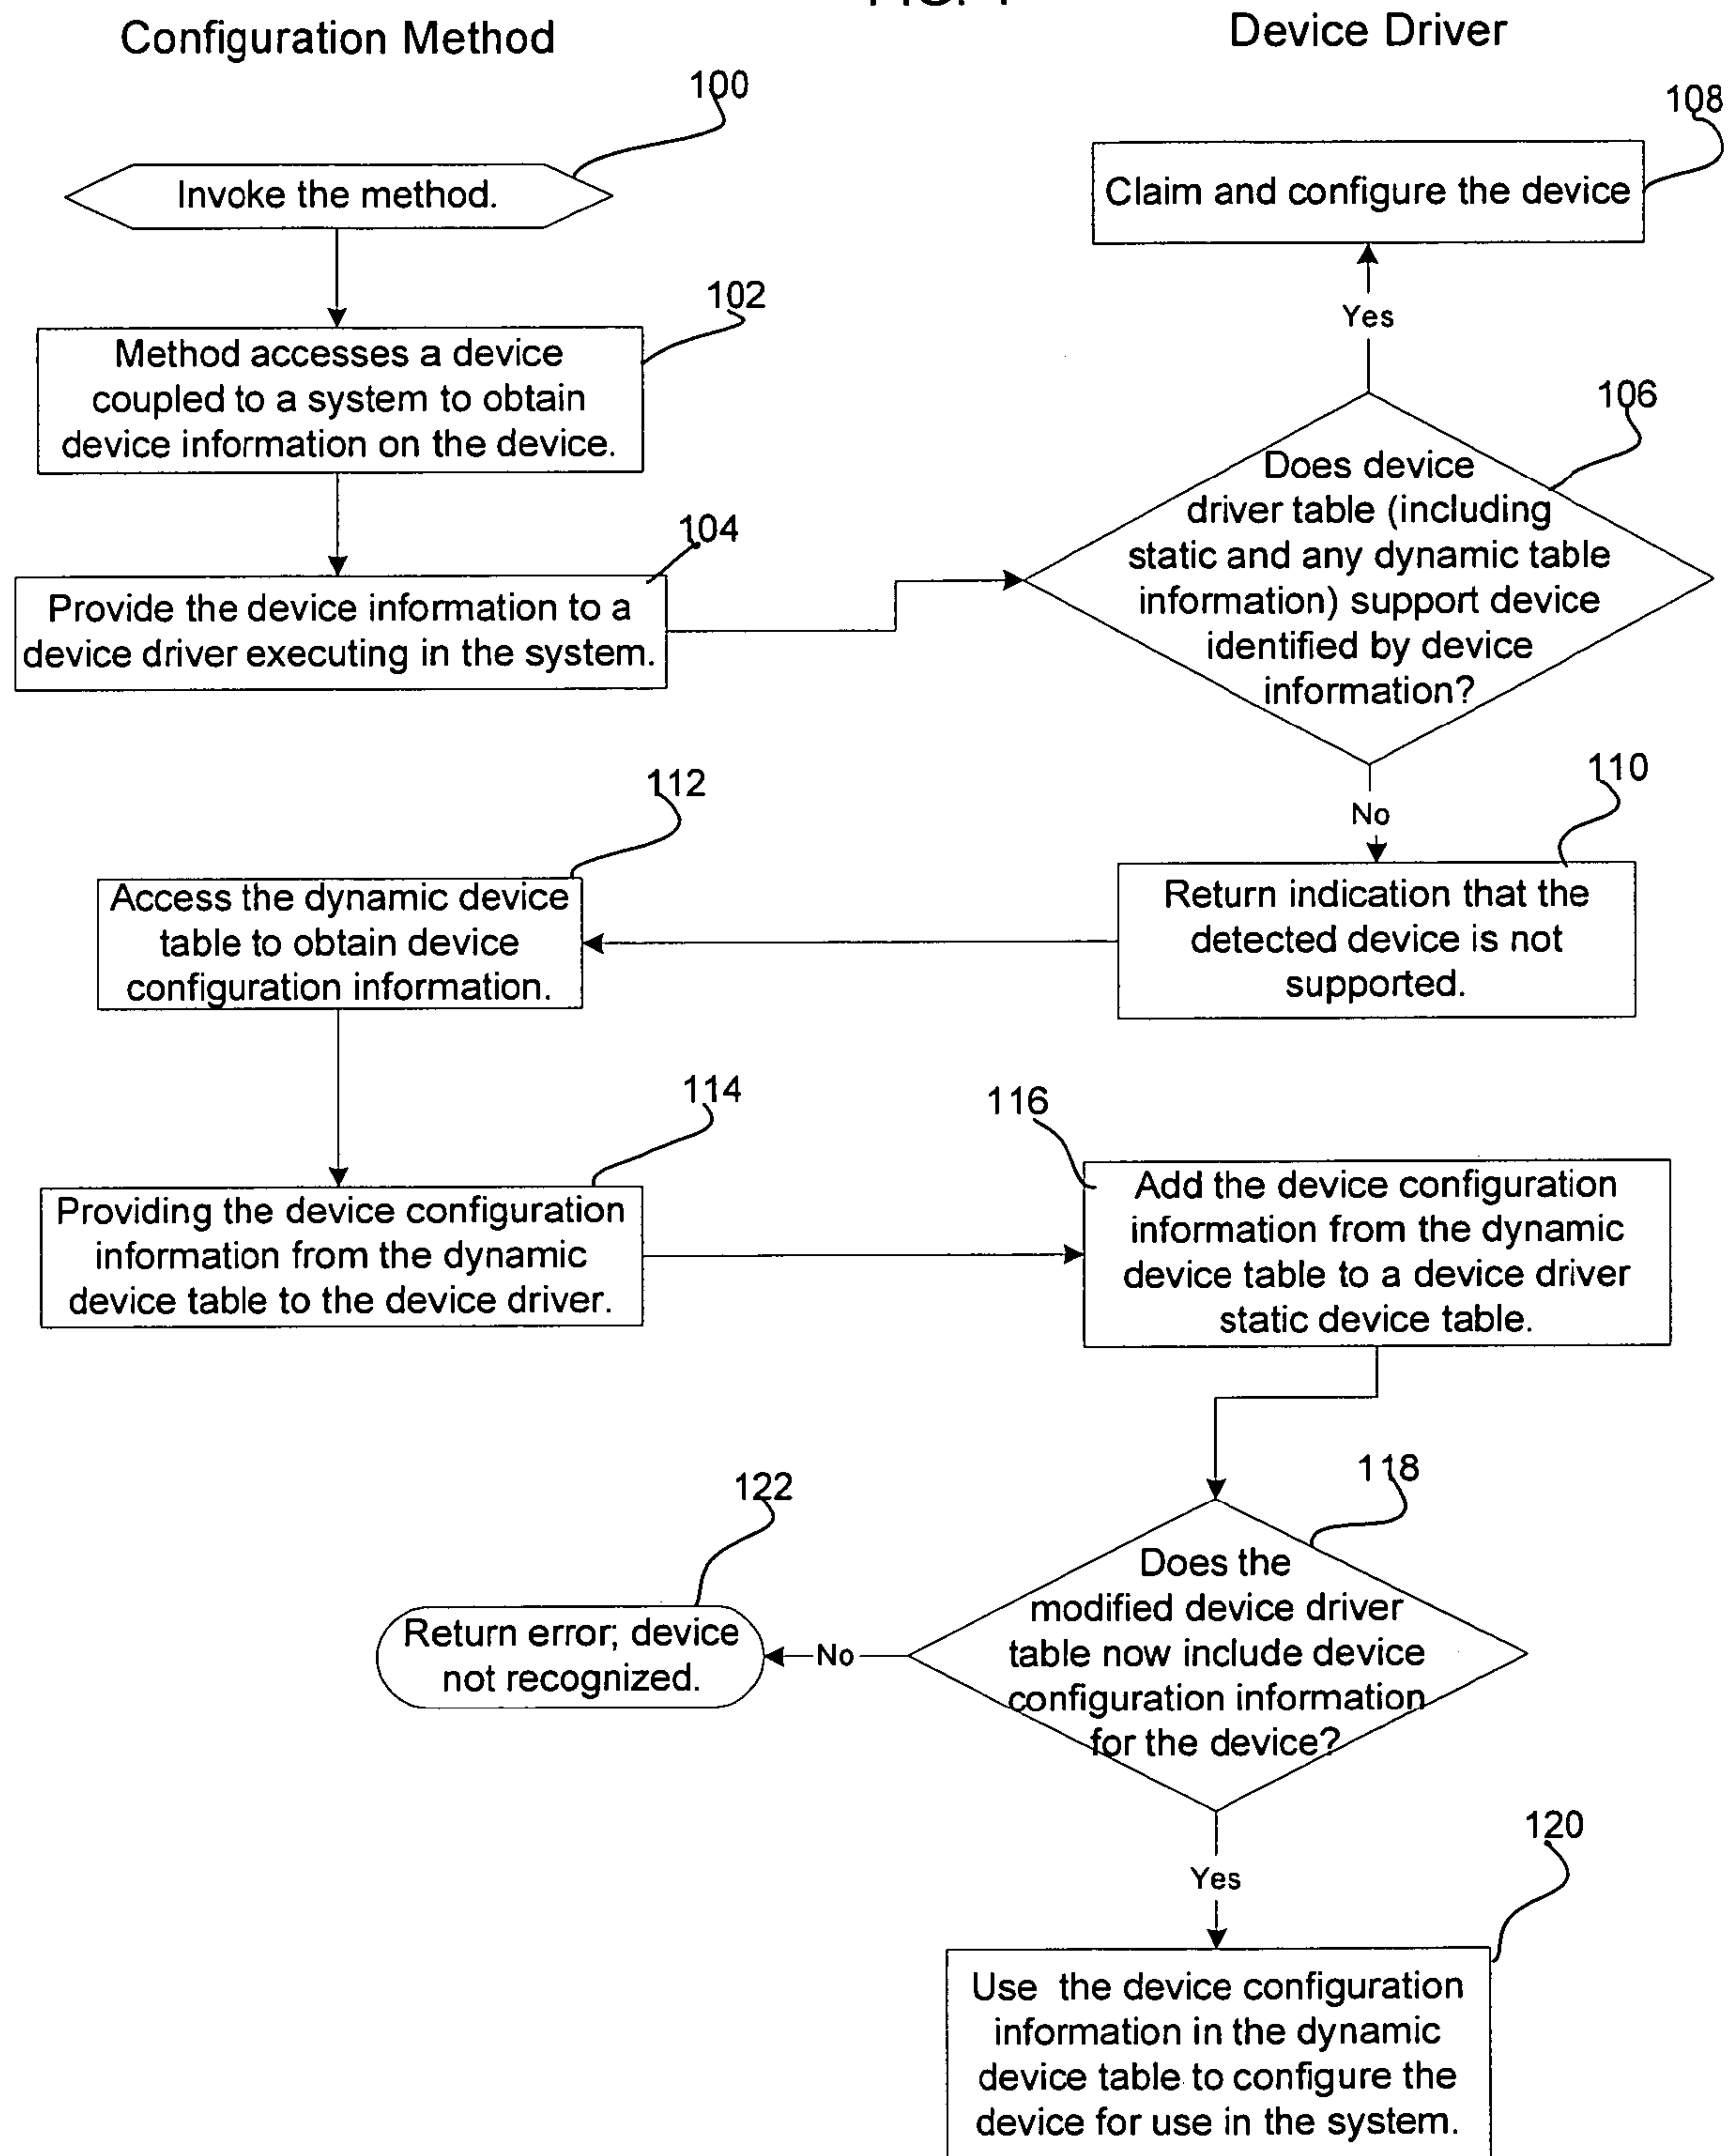 Configuration Method
Device Driver
100
108
Invoke the method.
Claim and configure the device
102
Yes
Method accesses a device
coupled to a system to obtain
device information on the device.
106
Does device
driver table (including
static and any dynamic table
information) support device
identified by device
information?
104
Provide the device information to a
device driver executing in the system.
No
110
112
Return indication that the
detected device is not
supported.
Access the dynamic device
table to obtain device
configuration information.
114
116
Providing the device configuration
information from the dynamic
device table to the device driver.
Add the device configuration
information from the dynamic
device table to a device driver
static device table.
118
122
Does the
modified device driver
table now include device
configuration information
for the device?
No
Return error; device
not recognized.
Yes
120
Use the device configuration
information in the dynamic
device table to configure the
device for use in the system.